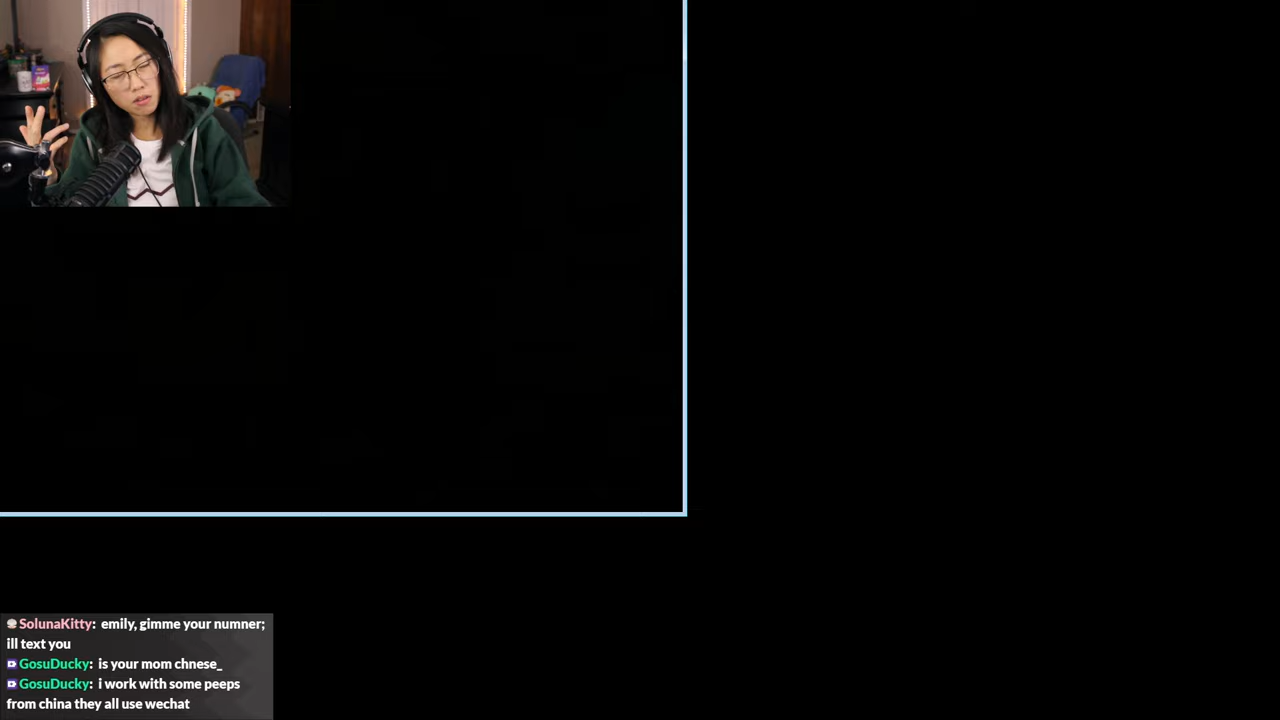 SolunaKitty: emily, gimme your numner;
ill text you
GosuDucky: is your mom chnese_
GosuDucky: i work with some peeps
from china they all use wechat